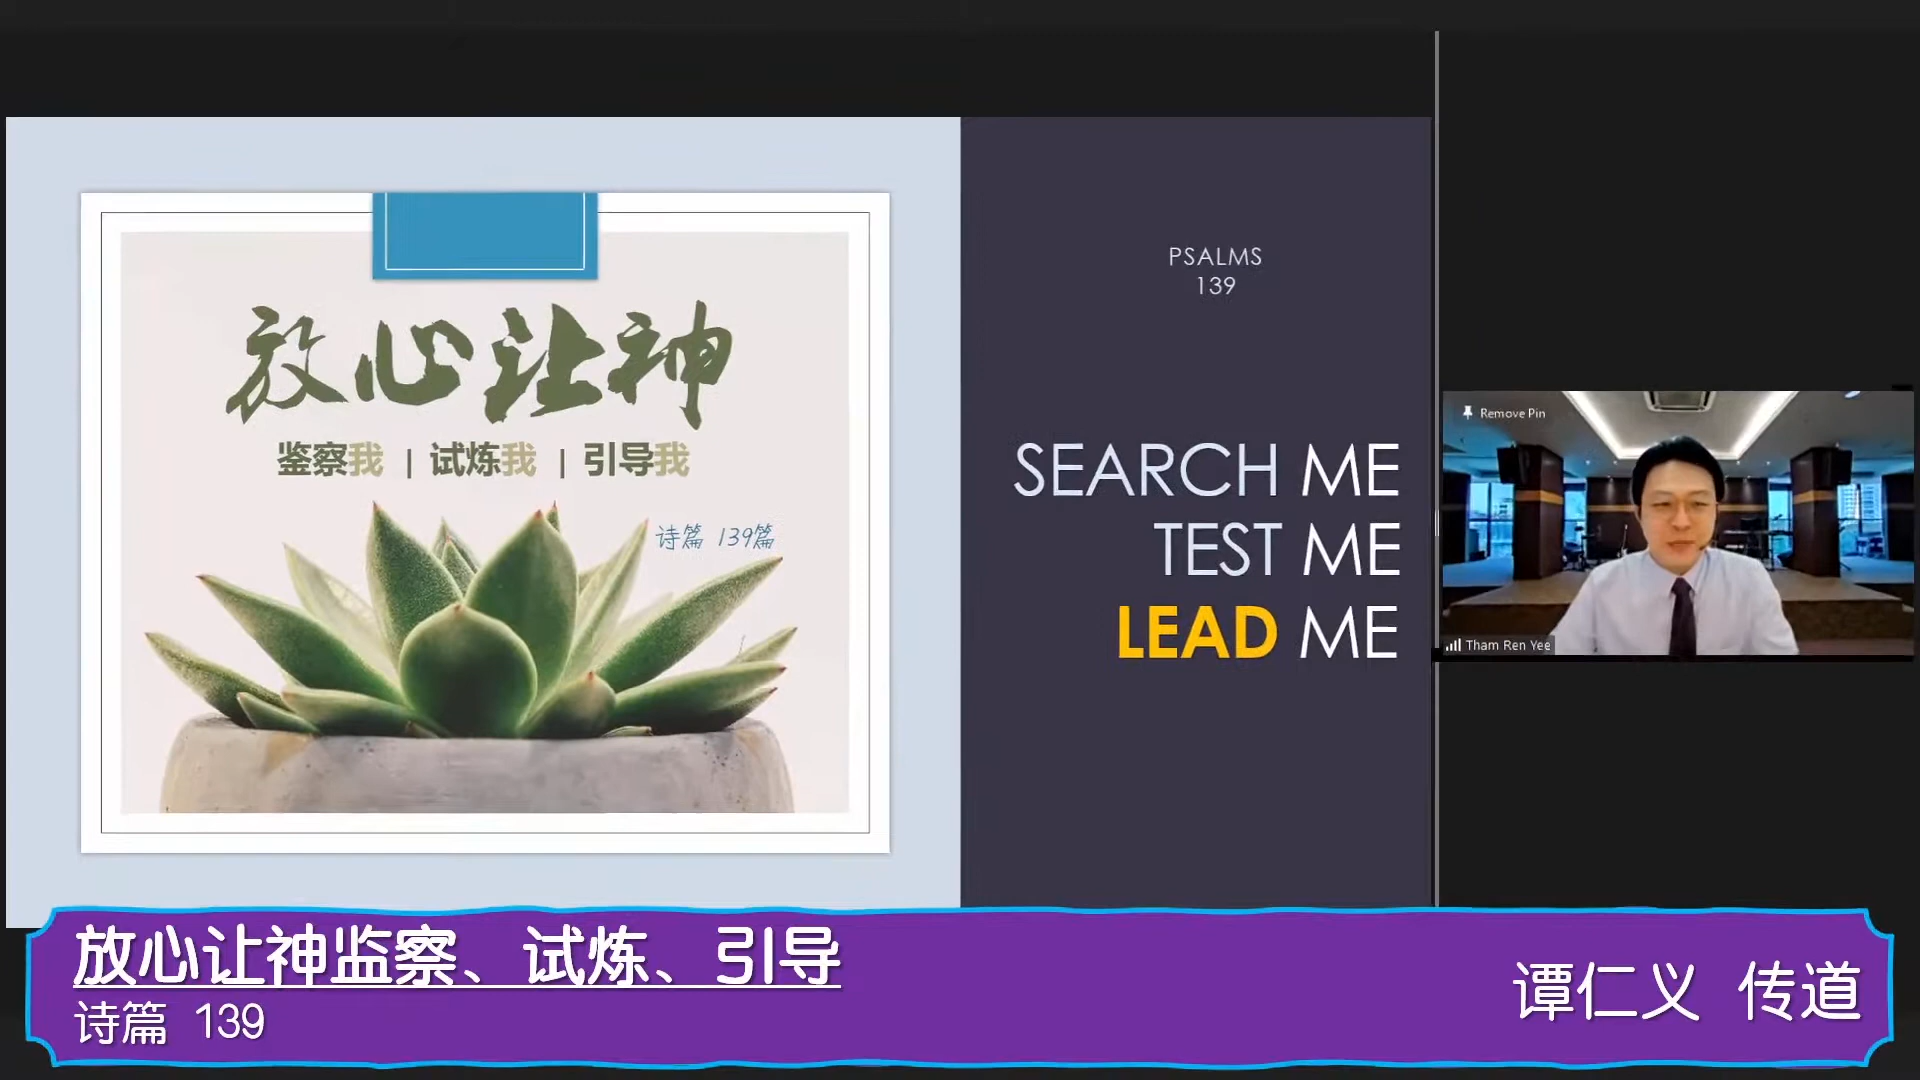 放心让神
鉴察我 | 试炼我 | 引导我
诗篇 139篇
PSALMS
139
SEARCH ME
TEST ME
LEAD ME
Remove Pin
Tham Ren Yee
放心让神监察、试炼、引导
诗篇 139
谭仁义 传道